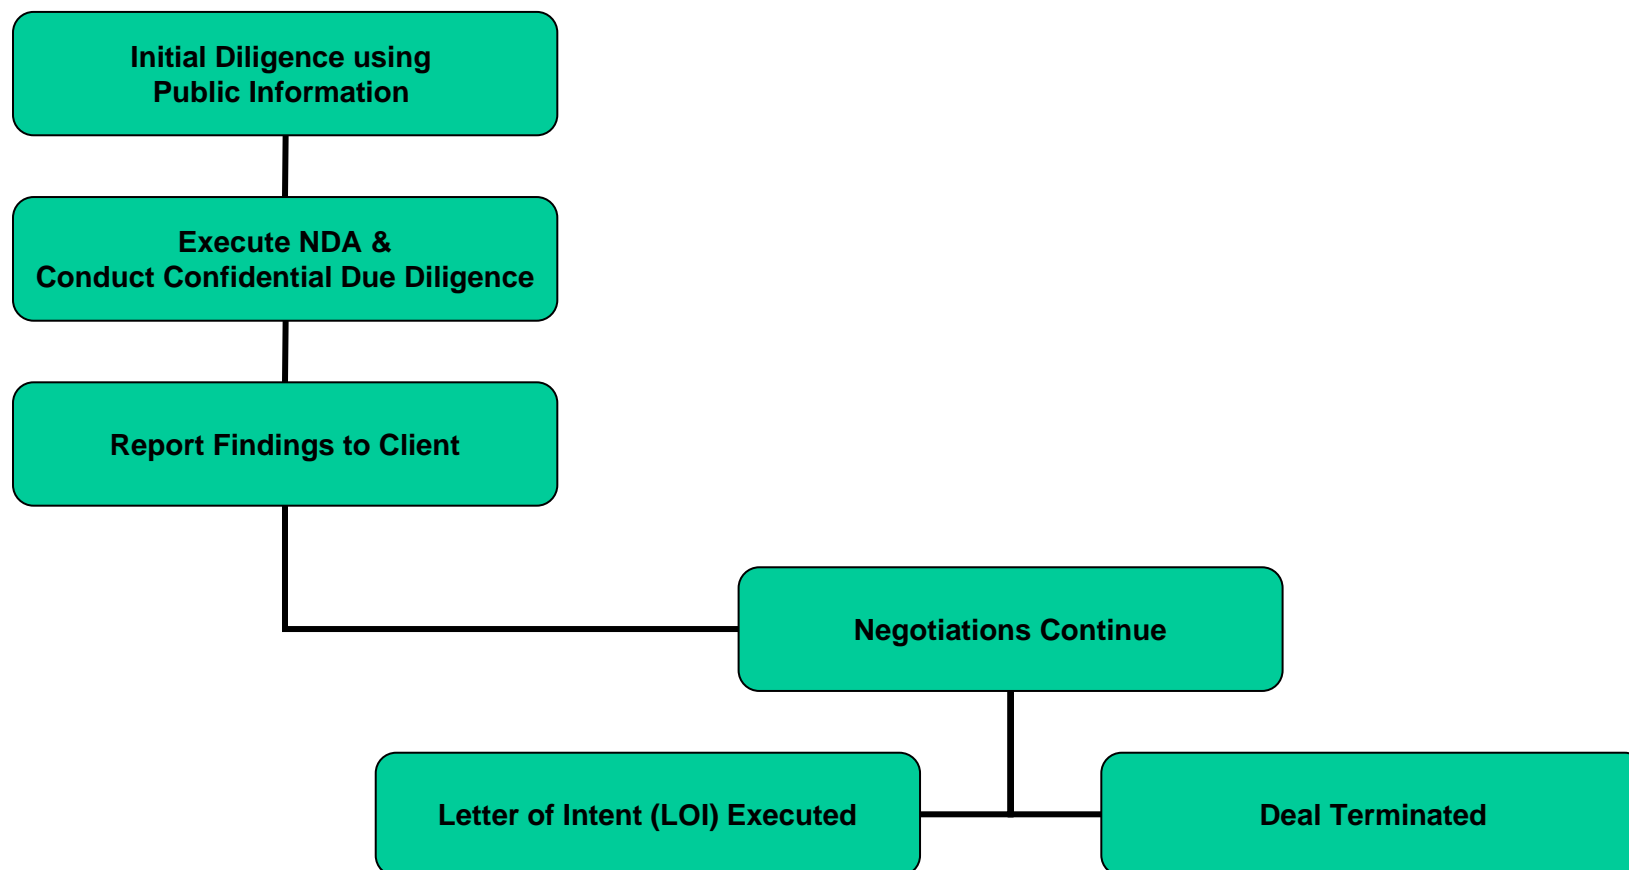 Initial Diligence using
Public Information
Execute NDA &
Conduct Confidential Due Diligence
Report Findings to Client
Negotiations Continue
Letter of Intent (LOI) Executed
Deal Terminated